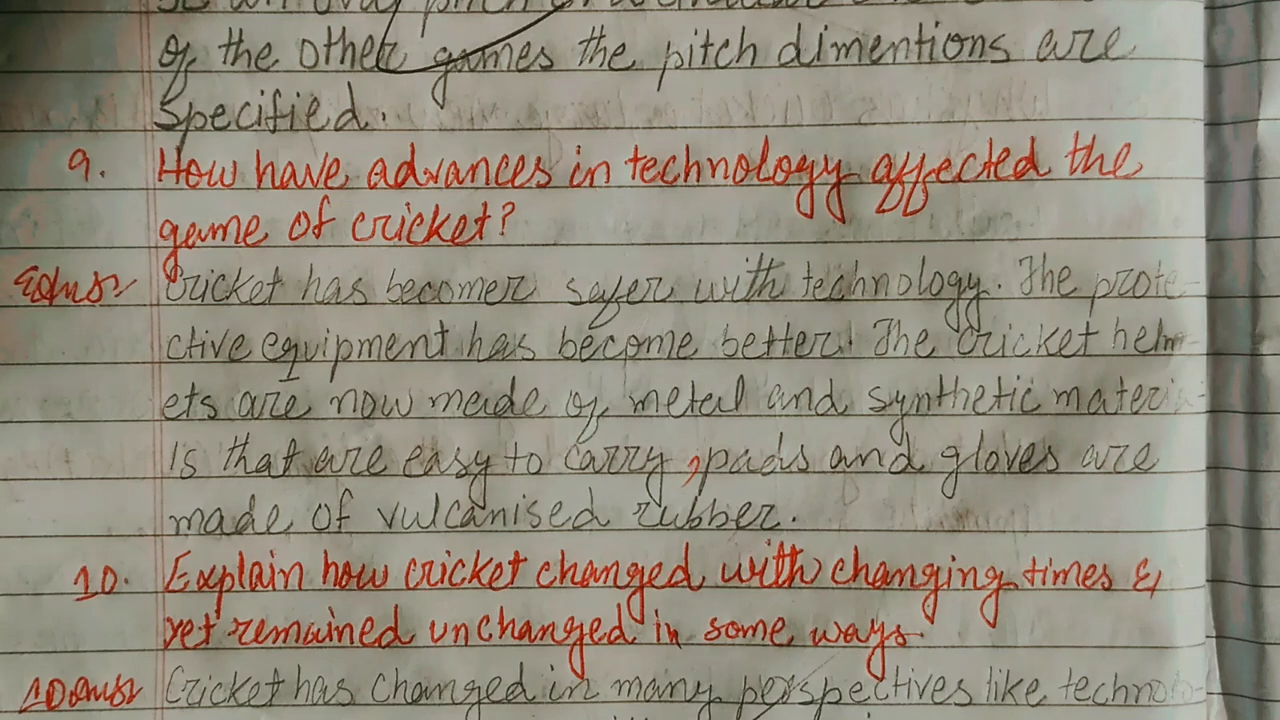 of the other games the pitch dimentions are
Specified.
9. How have advances in technology affected the
game of cricket?
Cricket has becomer safer with technology. The prote
ctive equipment has become better. The cricket helm
ets are now made of metal and synthetic materi
ls that are easy to carry, pads and gloves are
made of vulcanised rubber.
10. Explain how cricket changed with changing times &
yet remained unchanged in some ways.
10 ans Cricket has changed in many perspectives like technolo